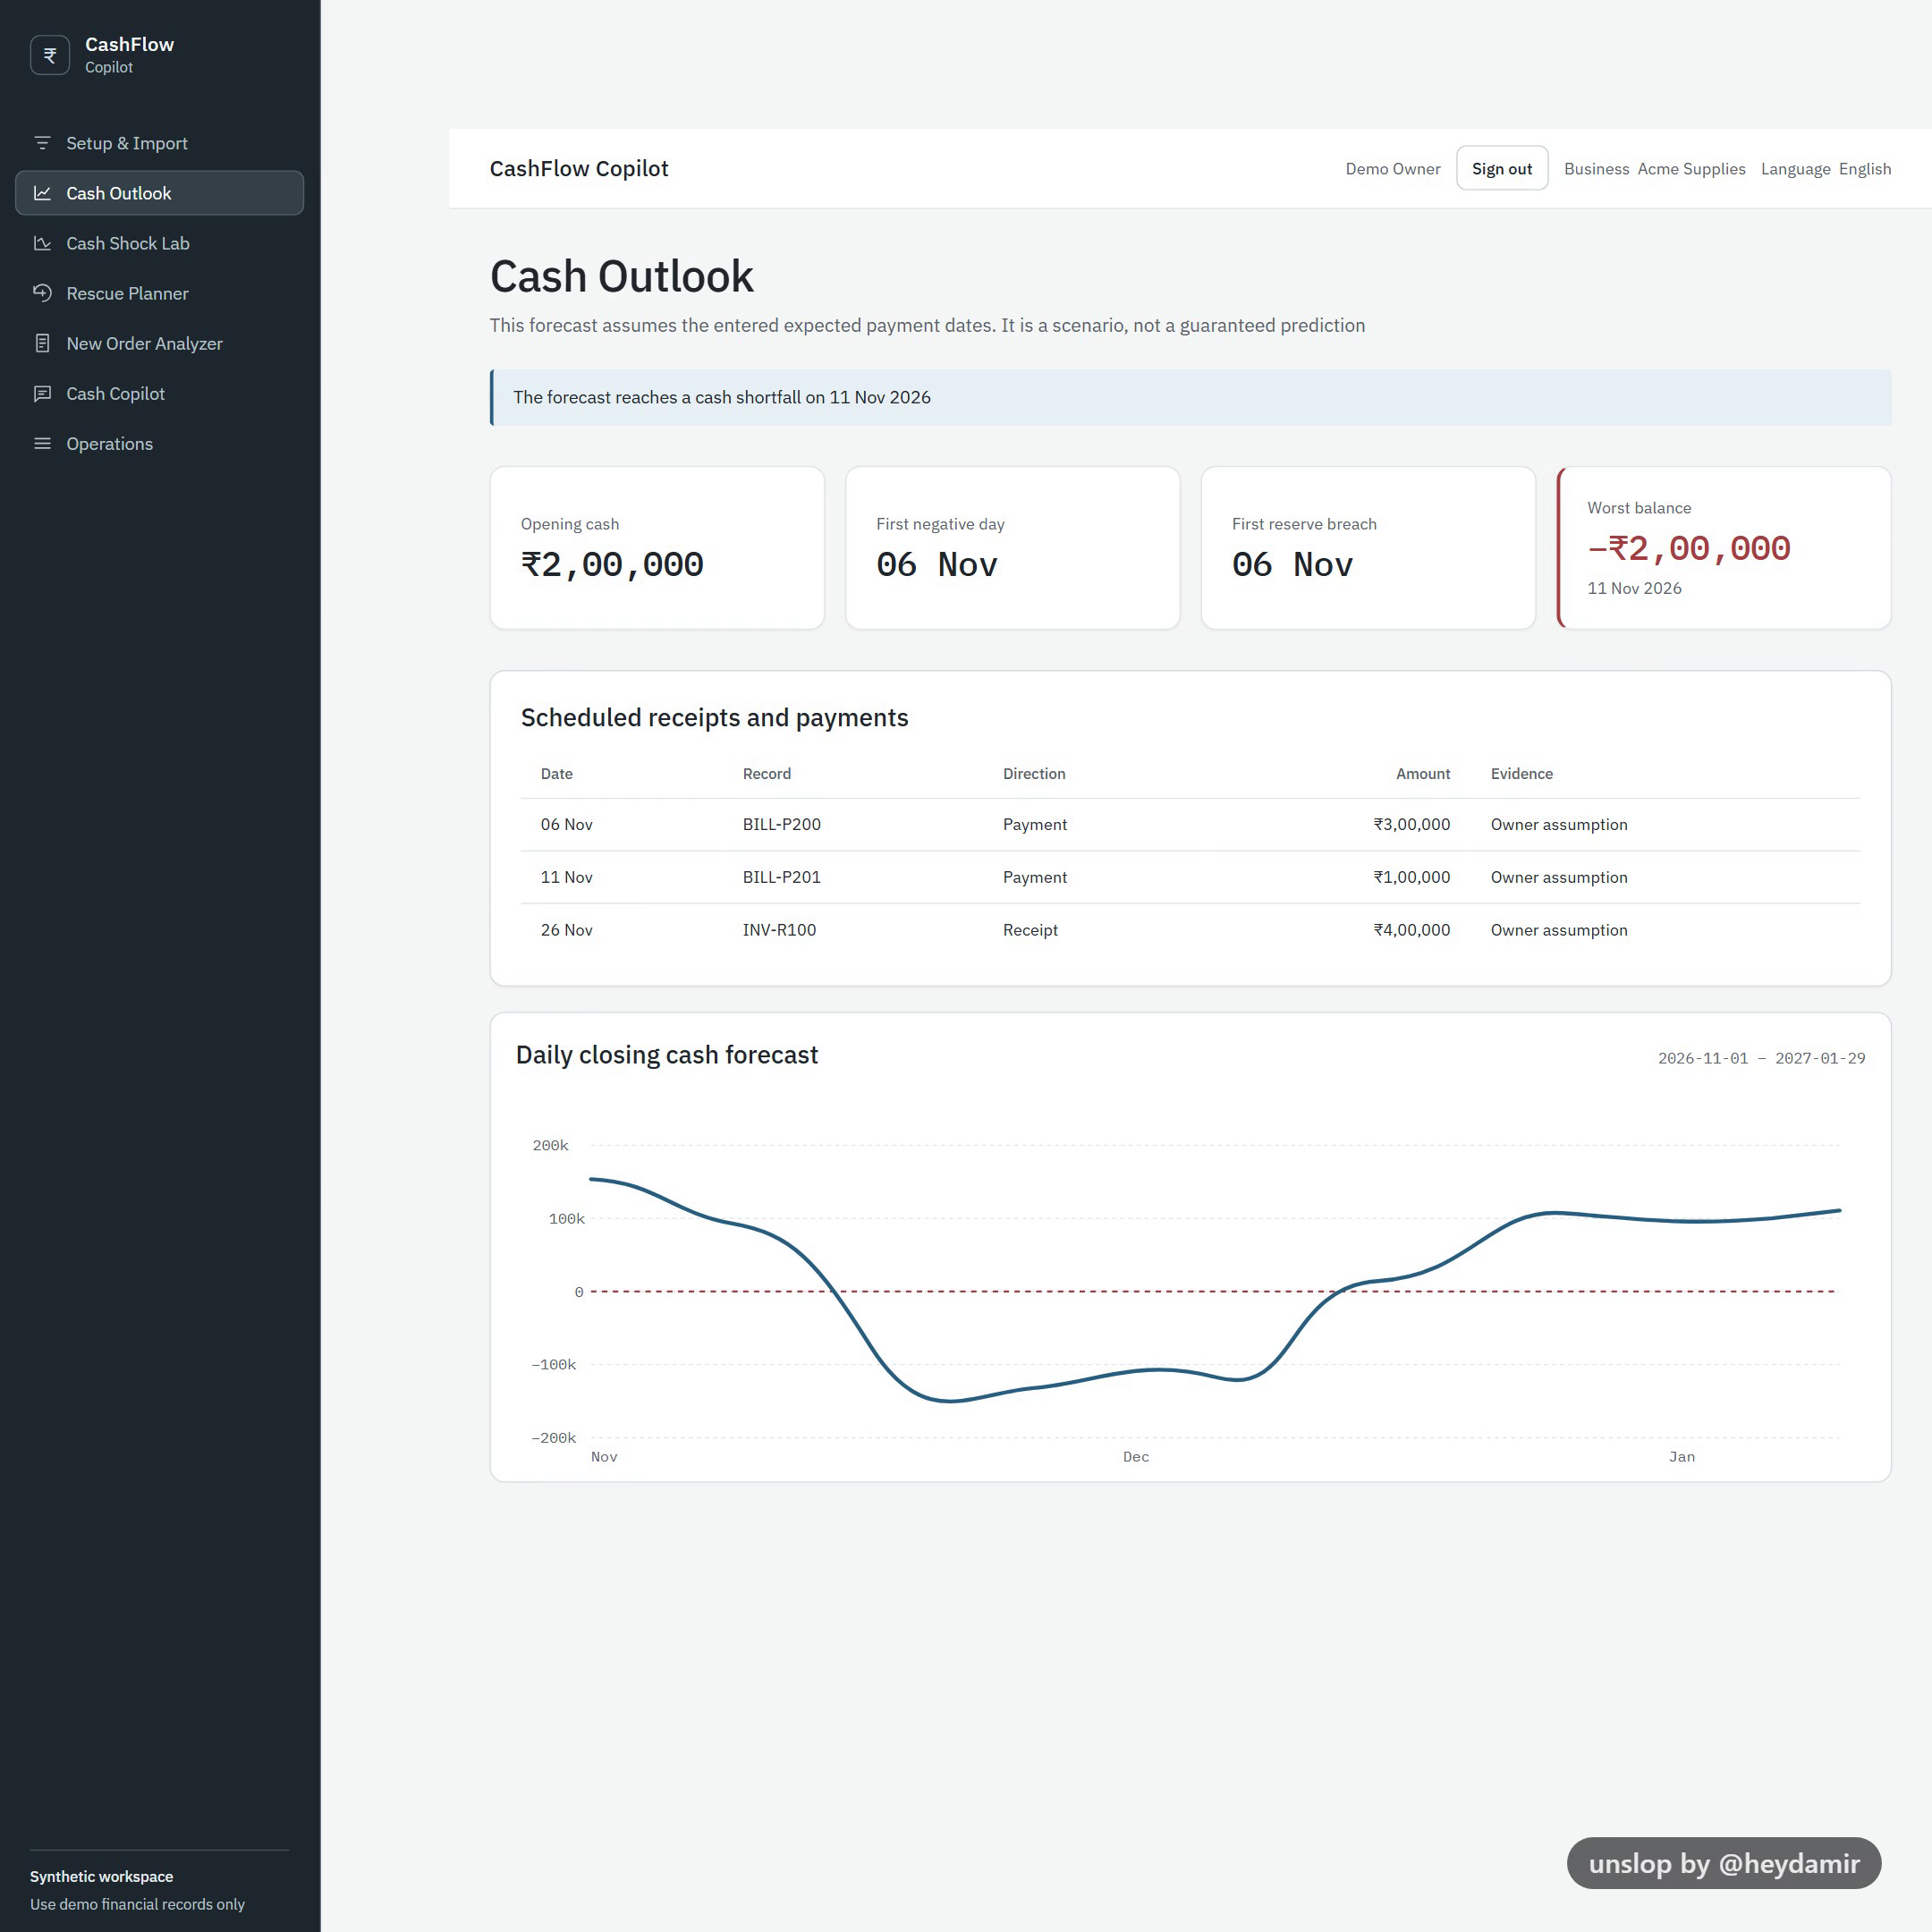 ₹
CashFlow
Copilot
Setup & Import
Cash Outlook
Cash Shock Lab
Rescue Planner
New Order Analyzer
Cash Copilot
Operations
Synthetic workspace
Use demo financial records only
CashFlow Copilot
Demo Owner Sign out Business Acme Supplies Language English
Cash Outlook
This forecast assumes the entered expected payment dates. It is a scenario, not a guaranteed prediction
The forecast reaches a cash shortfall on 11 Nov 2026
Opening cash
₹2,00,000
First negative day
06 Nov
First reserve breach
06 Nov
Worst balance
−₹2,00,000
11 Nov 2026
Scheduled receipts and payments
Date Record Direction Amount Evidence
06 Nov BILL-P200 Payment ₹3,00,000 Owner assumption
11 Nov BILL-P201 Payment ₹1,00,000 Owner assumption
26 Nov INV-R100 Receipt ₹4,00,000 Owner assumption
Daily closing cash forecast
2026-11-01 – 2027-01-29
200k
100k
0
−100k
−200k
Nov Dec Jan
unslop by @heydamir